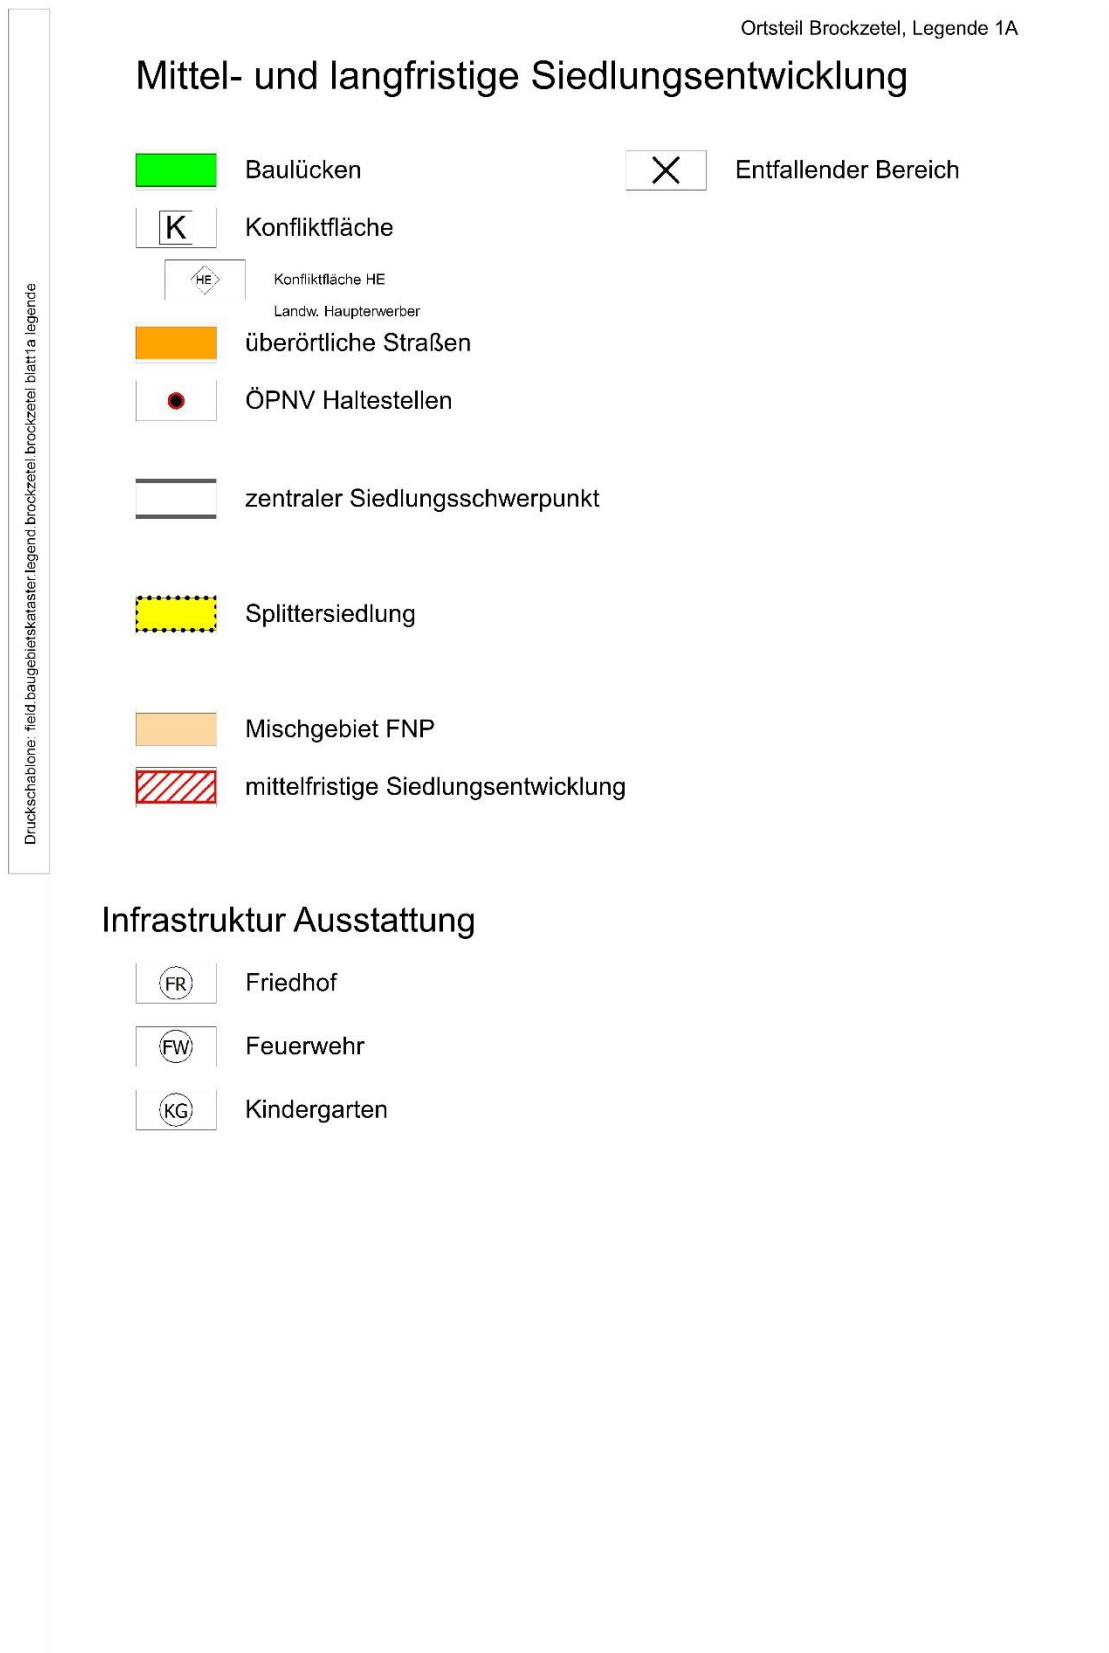 Ortsteil Brockzetel, Legende 1A
Mittel- und langfristige Siedlungsentwicklung
Baulücken
X Entfallender Bereich
K Konfliktfläche
HE Konfliktfläche HE
Landw. Haupterwerber
überörtliche Straßen
ÖPNV Haltestellen
zentraler Siedlungsschwerpunkt
Splittersiedlung
Mischgebiet FNP
mittelfristige Siedlungsentwicklung
Infrastruktur Ausstattung
FR Friedhof
FW Feuerwehr
KG Kindergarten
Druckschablone: field.baugebietskataster.legend.brockzetel.brockzetel blatt1a legende